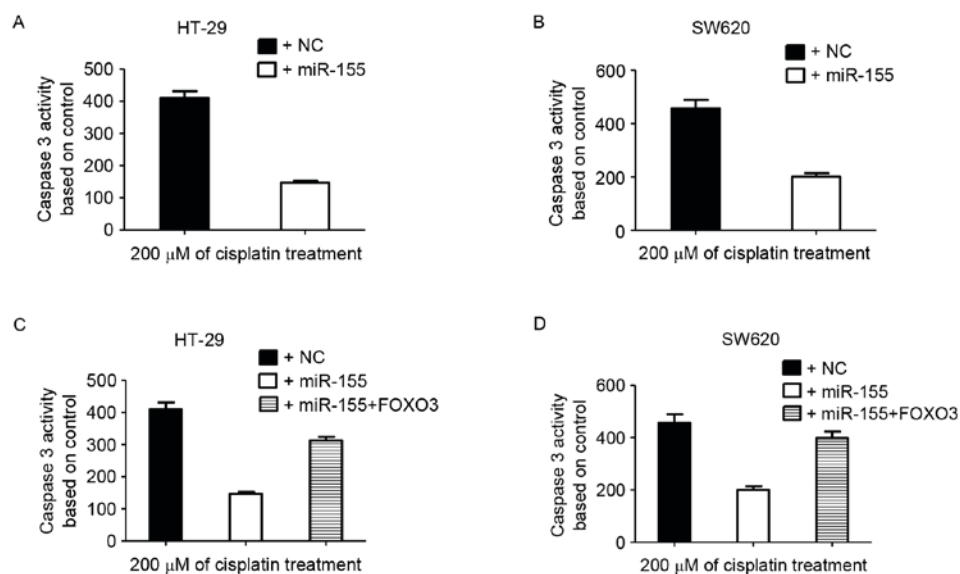 A
HT-29
+ NC
+ miR-155
Caspase 3 activity
based on control
500
400
300
200
100
0
200 μM of cisplatin treatment
B
SW620
+ NC
+ miR-155
Caspase 3 activity
based on control
600
400
200
0
200 μM of cisplatin treatment
C
HT-29
+ NC
+ miR-155
+ miR-155+FOXO3
Caspase 3 activity
based on control
500
400
300
200
100
0
200 μM of cisplatin treatment
D
SW620
+ NC
+ miR-155
+ miR-155+FOXO3
Caspase 3 activity
based on control
600
400
200
0
200 μM of cisplatin treatment